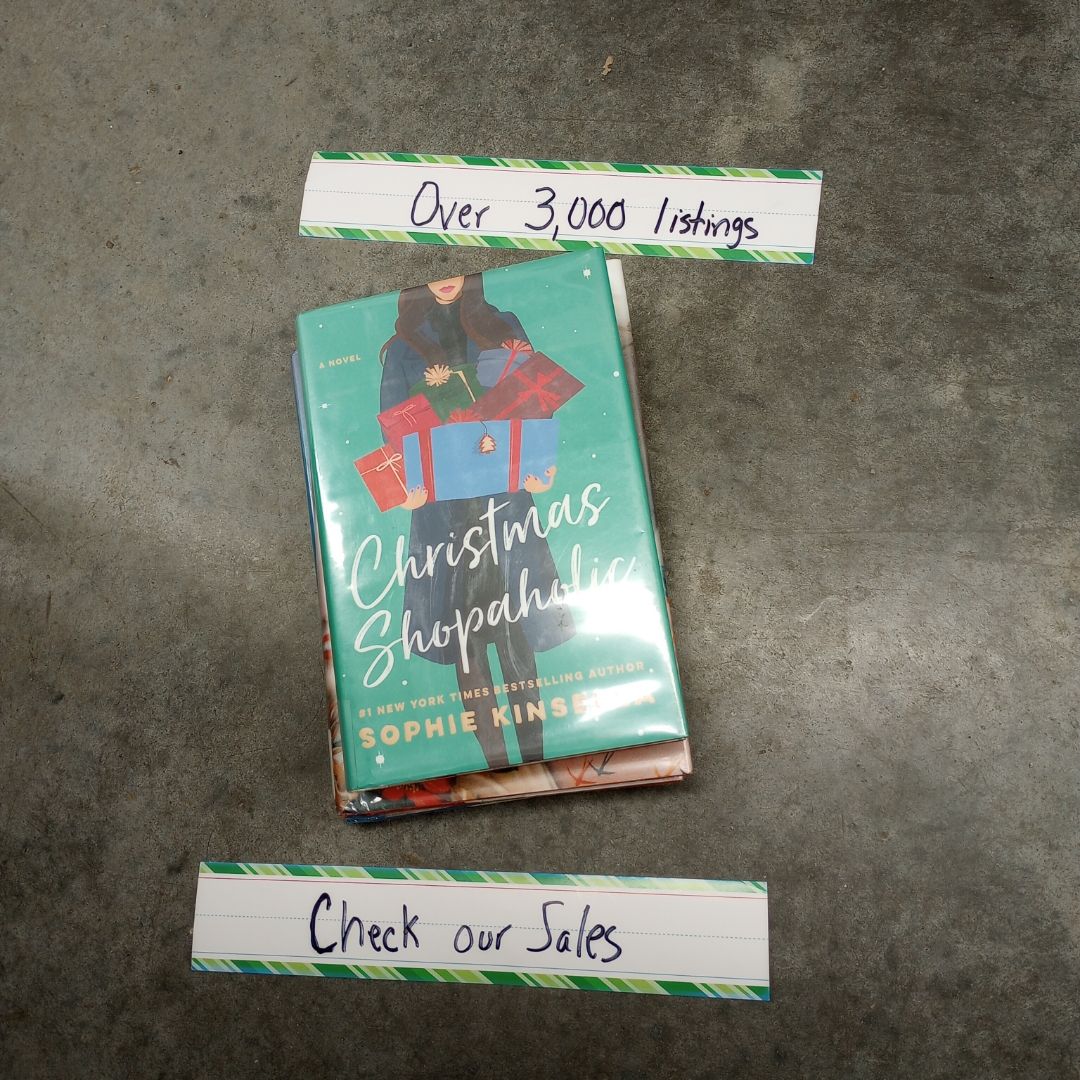 Over 3,000 listings
A NOVEL
Christmas
Shopaholic
#1 NEW YORK TIMES BESTSELLING AUTHOR
SOPHIE KINSELLA
Check our Sales